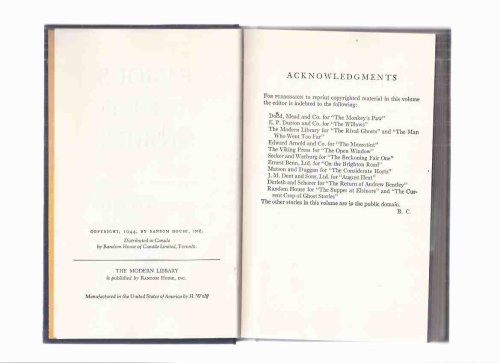 COPYRIGHT, 1944, BY RANDOM HOUSE, INC.
Distributed in Canada
by Random House of Canada Limited, Toronto.
THE MODERN LIBRARY
is published by RANDOM HOUSE, INC.
Manufactured in the United States of America by H. Wolff
ACKNOWLEDGMENTS
FOR PERMISSION to reprint copyrighted material in this volume
the editor is indebted to the following:
Dodd, Mead and Co. for "The Monkey's Paw"
E. P. Dutton and Co. for "The Willows"
The Modern Library for "The Rival Ghosts" and "The Man
Who Went Too Far"
Edward Arnold and Co. for "The Mezzotint"
The Viking Press for "The Open Window"
Secker and Warburg for "The Beckoning Fair One"
Ernest Benn, Ltd. for "On the Brighton Road"
Matson and Duggan for "The Considerate Hosts"
J. M. Dent and Sons, Ltd. for "August Heat"
Derleth and Schorer for "The Return of Andrew Bentley"
Random House for "The Supper at Elsinore" and "The Cur-
rent Crop of Ghost Stories"
The other stories in this volume are in the public domain.
B. C.